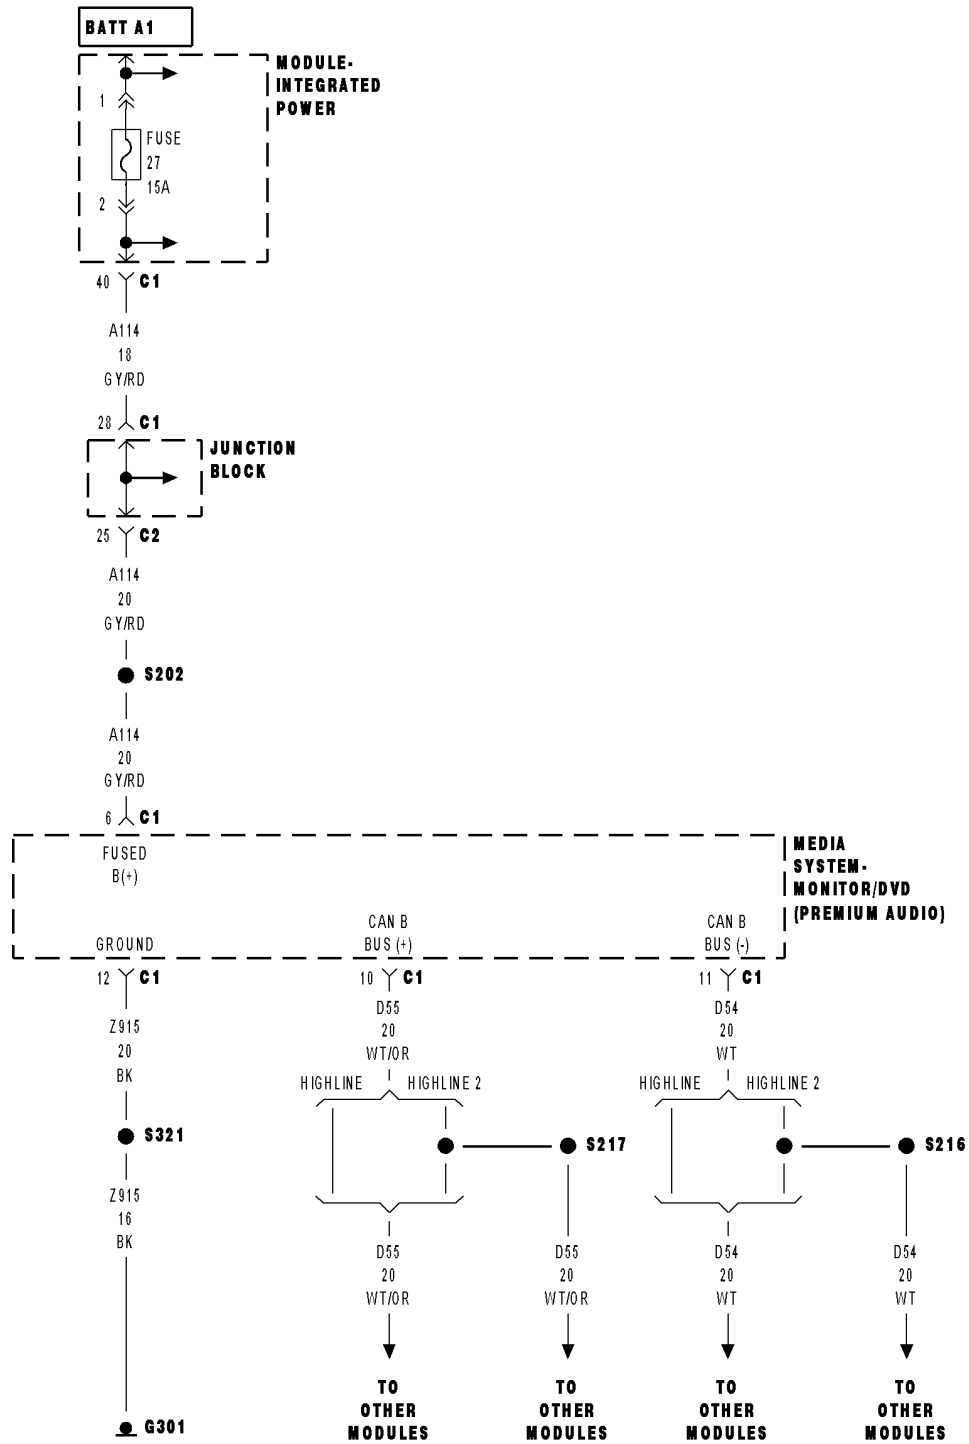 BATT A1
MODULE-
INTEGRATED
POWER
1
FUSE
27
15A
2
40 C1
A114
18
GY/RD
28 C1
JUNCTION
BLOCK
25 C2
A114
20
GY/RD
S202
A114
20
GY/RD
6 C1
MEDIA
SYSTEM-
MONITOR/DVD
(PREMIUM AUDIO)
FUSED
B(+)
GROUND
CAN B
BUS (+)
CAN B
BUS (-)
12 C1
10 C1
11 C1
Z915
20
BK
D55
20
WT/OR
D54
20
WT
HIGHLINE HIGHLINE 2
HIGHLINE HIGHLINE 2
S321
S217
S216
Z915
16
BK
D55
20
WT/OR
D55
20
WT/OR
D54
20
WT
D54
20
WT
TO
OTHER
MODULES
TO
OTHER
MODULES
TO
OTHER
MODULES
TO
OTHER
MODULES
G301